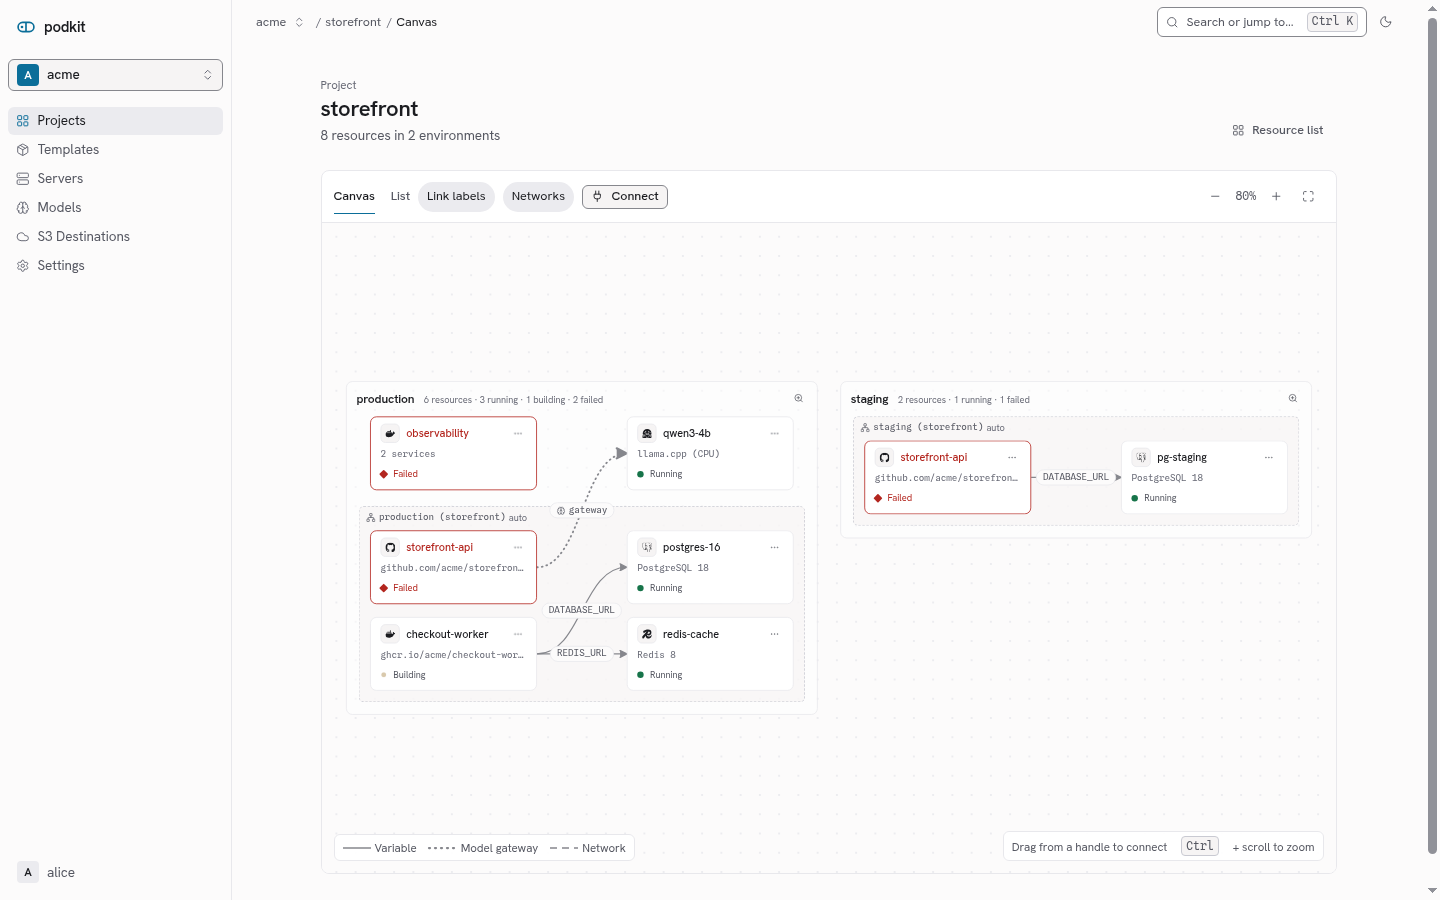 podkit
acme / storefront / Canvas
Search or jump to... Ctrl K
A acme
Projects
Templates
Servers
Models
S3 Destinations
Settings
A alice
Project
storefront
8 resources in 2 environments
Resource list
Canvas List Link labels Networks Connect
80%
production 6 resources · 3 running · 1 building · 2 failed
observability
2 services
Failed
qwen3-4b
llama.cpp (CPU)
Running
gateway
production (storefront) auto
storefront-api
github.com/acme/storefron…
Failed
postgres-16
PostgreSQL 18
Running
DATABASE_URL
checkout-worker
ghcr.io/acme/checkout-wor…
Building
REDIS_URL
redis-cache
Redis 8
Running
staging 2 resources · 1 running · 1 failed
staging (storefront) auto
storefront-api
github.com/acme/storefron…
Failed
DATABASE_URL
pg-staging
PostgreSQL 18
Running
Variable Model gateway Network
Drag from a handle to connect Ctrl + scroll to zoom